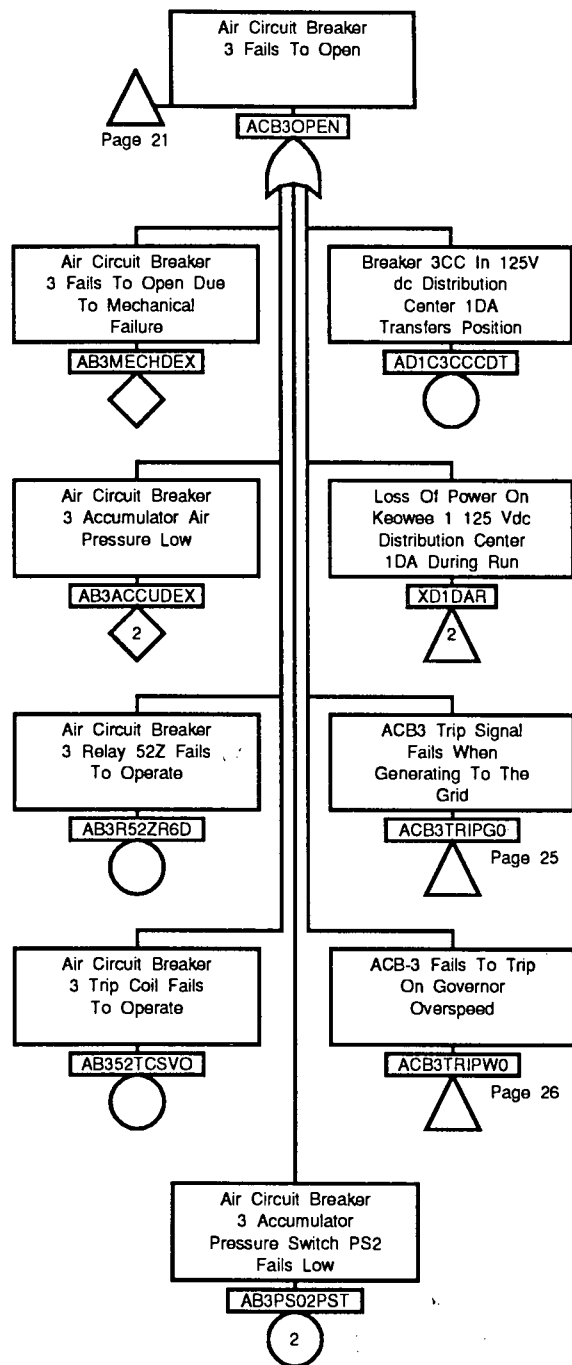 Air Circuit Breaker
3 Fails To Open
Page 21
ACB3OPEN
Air Circuit Breaker
3 Fails To Open Due
To Mechanical
Failure
AB3MECHDEX
Breaker 3CC In 125V
dc Distribution
Center 1DA
Transfers Position
AD1C3CCCDT
Air Circuit Breaker
3 Accumulator Air
Pressure Low
AB3ACCUDEX
2
Loss Of Power On
Keowee 1 125 Vdc
Distribution Center
1DA During Run
XD1DAR
2
Air Circuit Breaker
3 Relay 52Z Fails
To Operate
AB3R52ZR6D
ACB3 Trip Signal
Fails When
Generating To The
Grid
ACB3TRIPG0
Page 25
Air Circuit Breaker
3 Trip Coil Fails
To Operate
AB352TCSVO
ACB-3 Fails To Trip
On Governor
Overspeed
ACB3TRIPW0
Page 26
Air Circuit Breaker
3 Accumulator
Pressure Switch PS2
Fails Low
AB3PS02PST
2